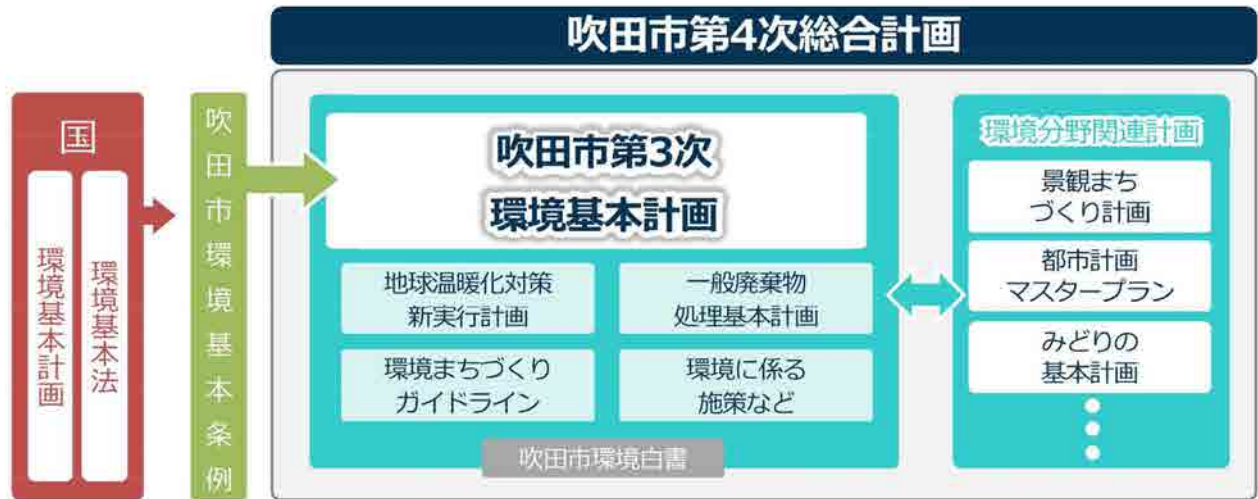 吹田市第4次総合計画
国
環境基本法
環境基本計画
吹田市環境基本条例
吹田市第3次
環境基本計画
地球温暖化対策
新実行計画
一般廃棄物
処理基本計画
環境まちづくり
ガイドライン
環境に係る
施策など
吹田市環境白書
環境分野関連計画
景観まち
づくり計画
都市計画
マスタープラン
みどりの
基本計画